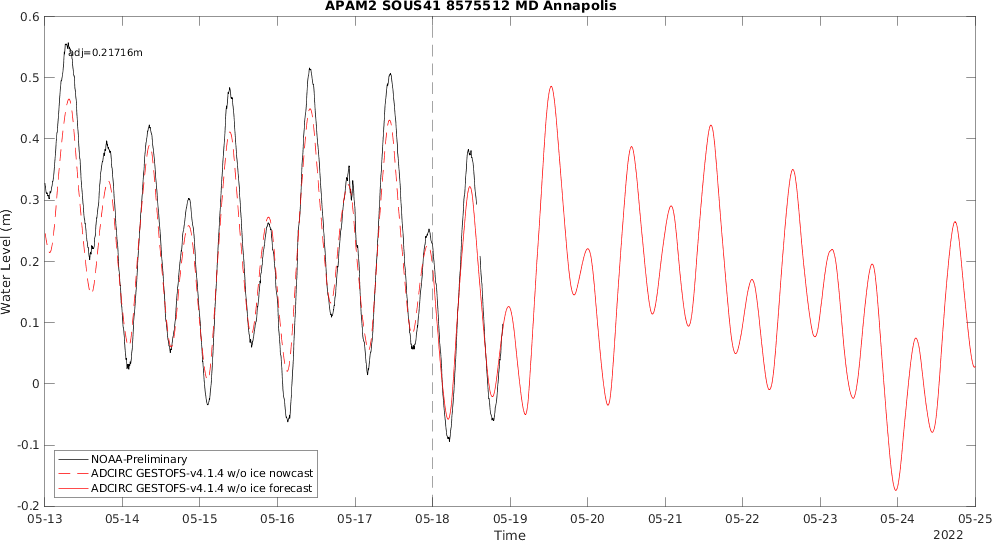 APAM2 SOUS41 8575512 MD Annapolis
adj=0.21716m
0.6
0.5
0.4
0.3
0.2
0.1
0
-0.1
-0.2
Water Level (m)
NOAA-Preliminary
ADCIRC GESTOFS-v4.1.4 w/o ice nowcast
ADCIRC GESTOFS-v4.1.4 w/o ice forecast
05-13 05-14 05-15 05-16 05-17 05-18 05-19 05-20 05-21 05-22 05-23 05-24 05-25
Time
2022